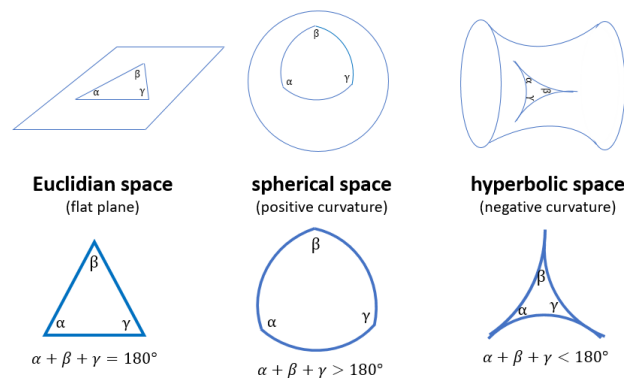 β
α γ
β
α γ
α
β
γ
Euclidian space
(flat plane)
spherical space
(positive curvature)
hyperbolic space
(negative curvature)
β
α γ
α + β + γ = 180°
β
α γ
α + β + γ > 180°
β
α γ
α + β + γ < 180°